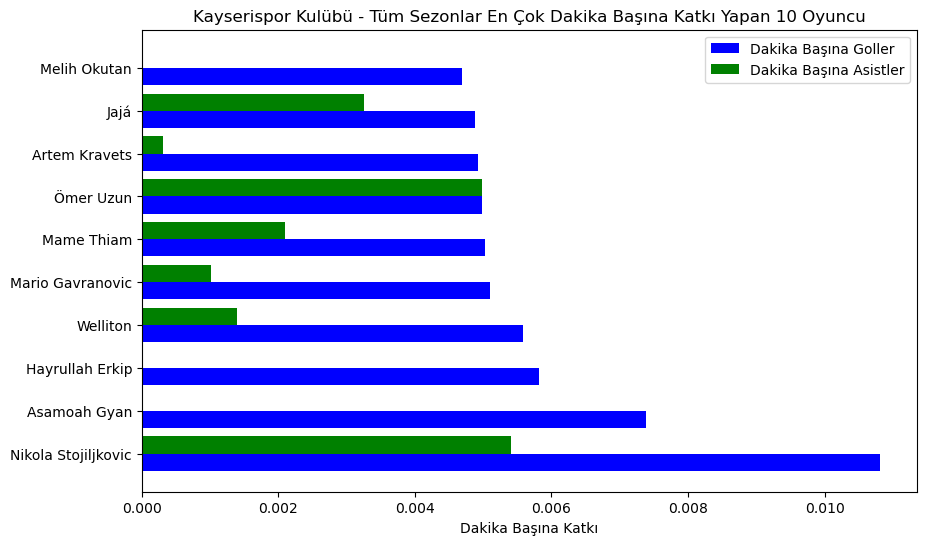 Kayserispor Kulübü - Tüm Sezonlar En Çok Dakika Başına Katkı Yapan 10 Oyuncu
Dakika Başına Goller
Dakika Başına Asistler
Melih Okutan
Jajá
Artem Kravets
Ömer Uzun
Mame Thiam
Mario Gavranovic
Welliton
Hayrullah Erkip
Asamoah Gyan
Nikola Stojiljkovic
0.000 0.002 0.004 0.006 0.008 0.010
Dakika Başına Katkı